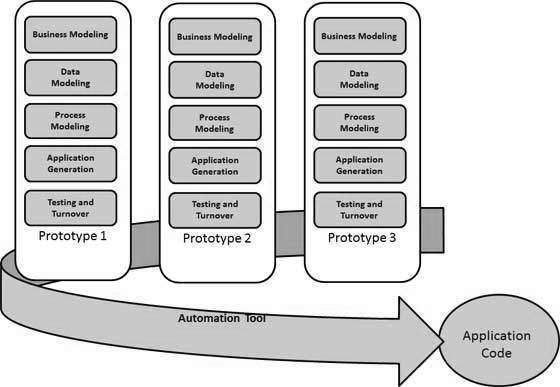 Business Modeling
Data
Modeling
Process
Modeling
Application
Generation
Testing and
Turnover
Prototype 1
Business Modeling
Data
Modeling
Process
Modeling
Application
Generation
Testing and
Turnover
Prototype 2
Business Modeling
Data
Modeling
Process
Modeling
Application
Generation
Testing and
Turnover
Prototype 3
Automation Tool
Application
Code